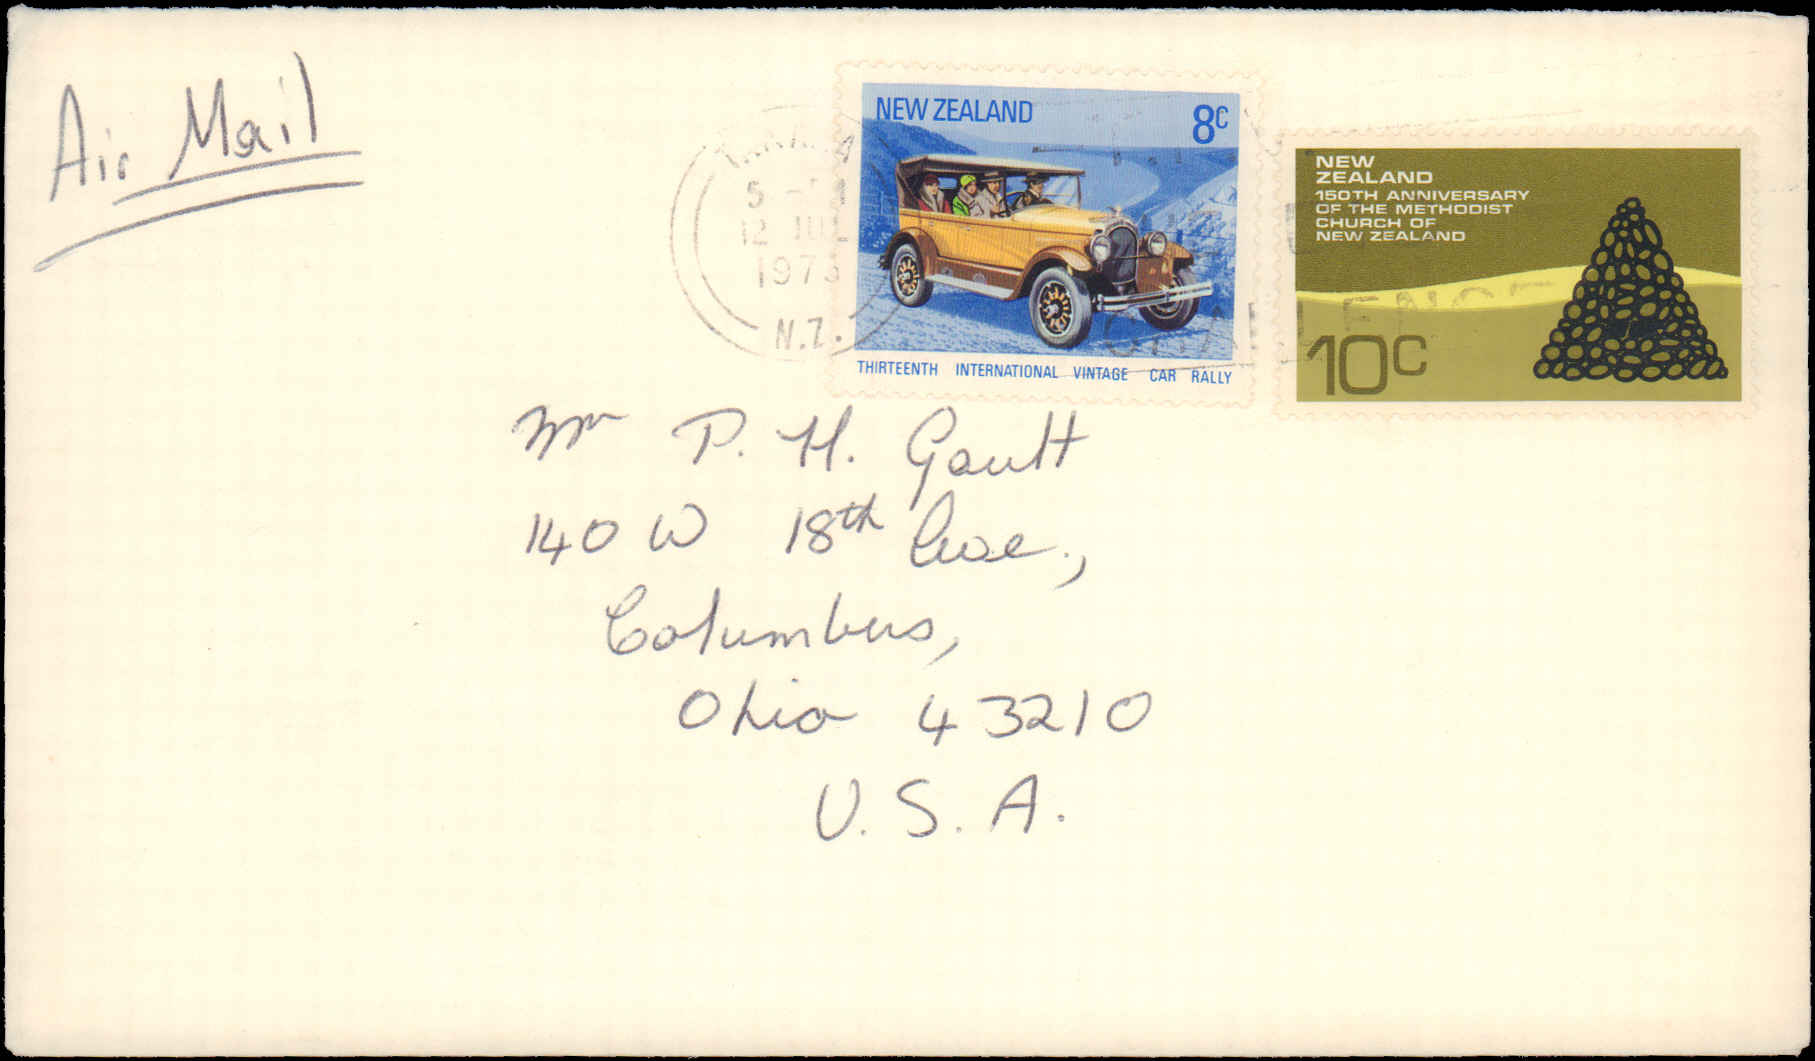 Air Mail
NEW ZEALAND 8c
THIRTEENTH INTERNATIONAL VINTAGE CAR RALLY
NEW
ZEALAND
150TH ANNIVERSARY
OF THE METHODIST
CHURCH OF
NEW ZEALAND
10c
12 JUL
1973
N.Z.
Mr P. H. Gault
140 W 18th Ave.,
Columbus,
Ohio 43210
U. S. A.